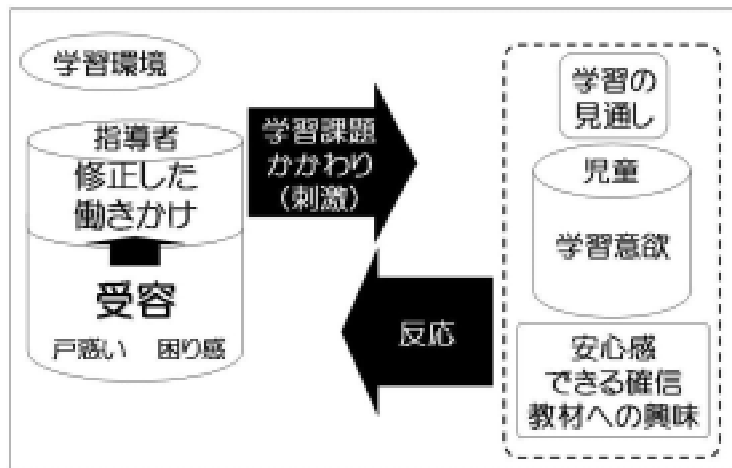 学習環境
指導者
修正した
働きかけ
受容
戸惑い 困り感
学習課題
かかわり
(刺激)
反応
学習の
見通し
児童
学習意欲
安心感
できる確信
教材への興味